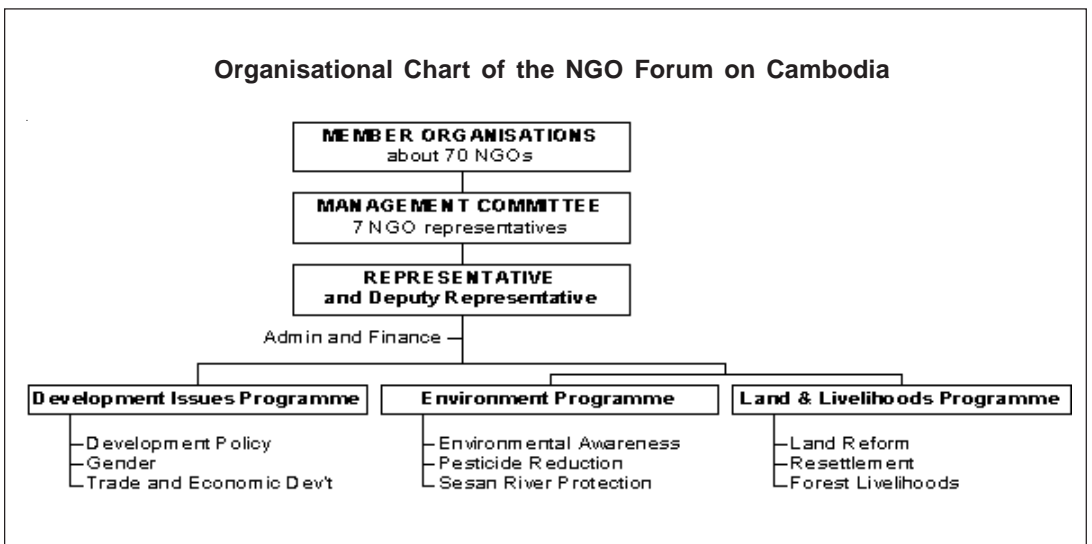 Organisational Chart of the NGO Forum on Cambodia
MEMBER ORGANISATIONS
about 70 NGOs
MANAGEMENT COMMITTEE
7 NGO representatives
REPRESENTATIVE
and Deputy Representative
Admin and Finance
Development Issues Programme
Development Policy
Gender
Trade and Economic Dev't
Environment Programme
Environmental Awareness
Pesticide Reduction
Sesan River Protection
Land & Livelihoods Programme
Land Reform
Resettlement
Forest Livelihoods